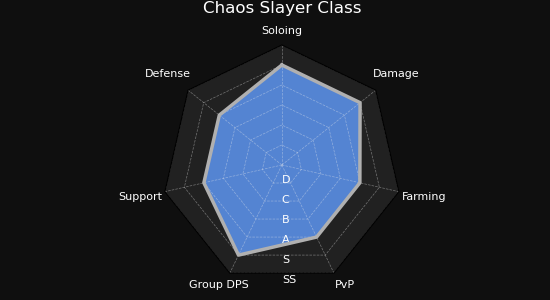 Chaos Slayer Class
Soloing
Defense
Damage
Support
Farming
D
C
B
A
S
SS
Group DPS
PvP